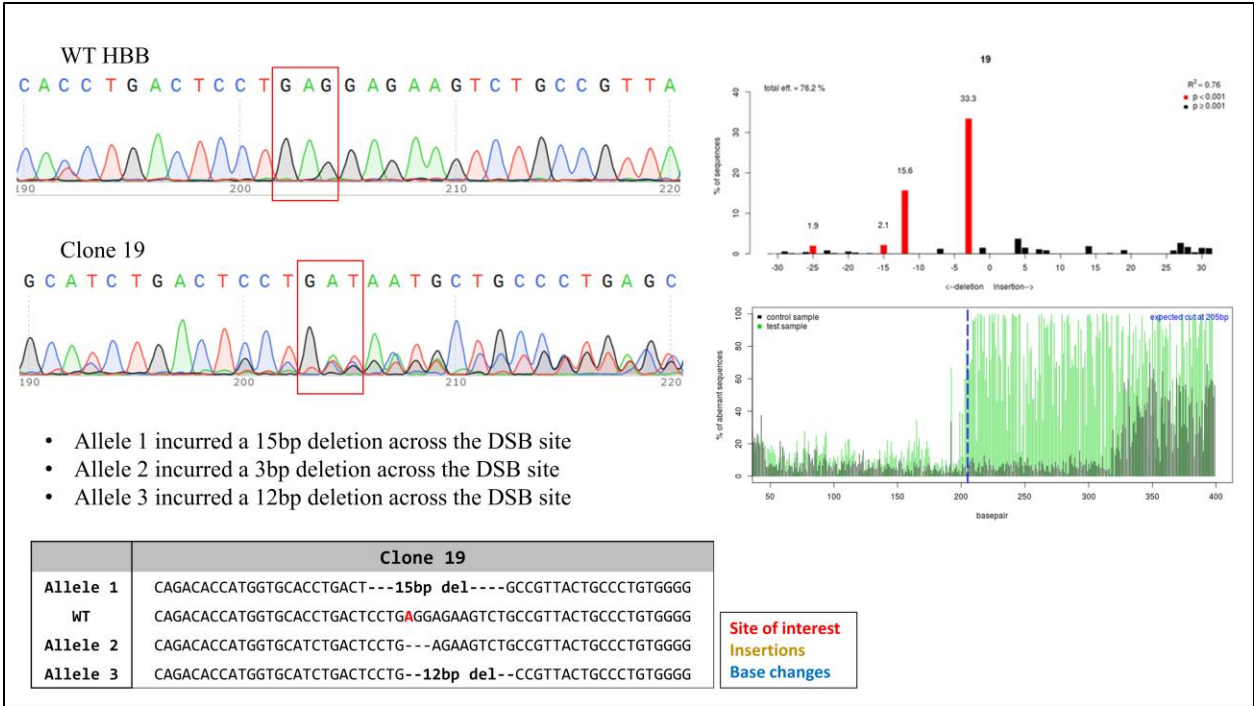 WT HBB
C A C C T G A C T C C T G A G G A G A A G T C T G C C G T T A
190 200 210 220
Clone 19
G C A T C T G A C T C C T G A T A A T G C T G C C C T G A G C
190 200 210 220
• Allele 1 incurred a 15bp deletion across the DSB site
• Allele 2 incurred a 3bp deletion across the DSB site
• Allele 3 incurred a 12bp deletion across the DSB site
19
total eff. = 76.2 %
R² = 0.76
p < 0.001
p ≥ 0.001
% of sequences
40
30
20
10
0
1.9
2.1
15.6
33.3
-30 -25 -20 -15 -10 -5 0 5 10 15 20 25 30
<--deletion insertion-->
control sample
test sample
expected cut at 205bp
% of aberrant sequences
100
80
60
40
20
0
50 100 150 200 250 300 350 400
basepair
Clone 19
Allele 1 CAGACACCATGGTGCACCTGACT---15bp del----GCCGTTACTGCCCTGTGGGG
WT CAGACACCATGGTGCACCTGACTCCTGAGGAGAAGTCTGCCGTTACTGCCCTGTGGGG
Allele 2 CAGACACCATGGTGCATCTGACTCCTG---AGAAGTCTGCCGTTACTGCCCTGTGGGG
Allele 3 CAGACACCATGGTGCATCTGACTCCTG--12bp del--CCGTTACTGCCCTGTGGGG
Site of interest
Insertions
Base changes